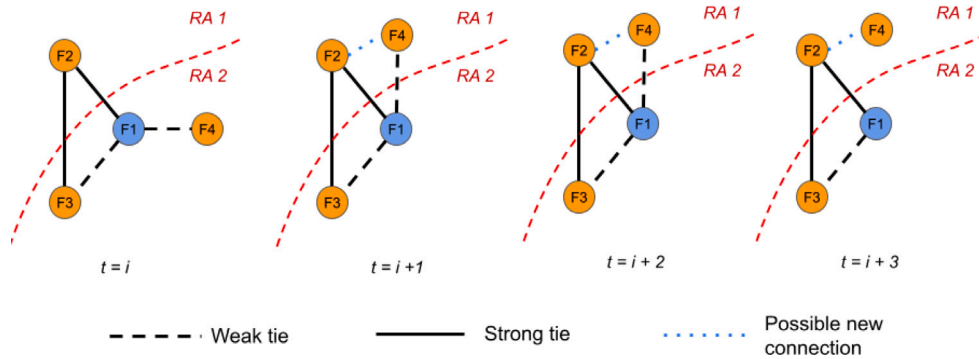 RA 1
F2
RA 2
F1
F4
F3
t = i
RA 1
F4
F2
RA 2
F1
F3
t = i +1
RA 1
F4
F2
RA 2
F1
F3
t = i + 2
RA 1
F4
F2
RA 2
F1
F3
t = i + 3
Weak tie
Strong tie
Possible new
connection